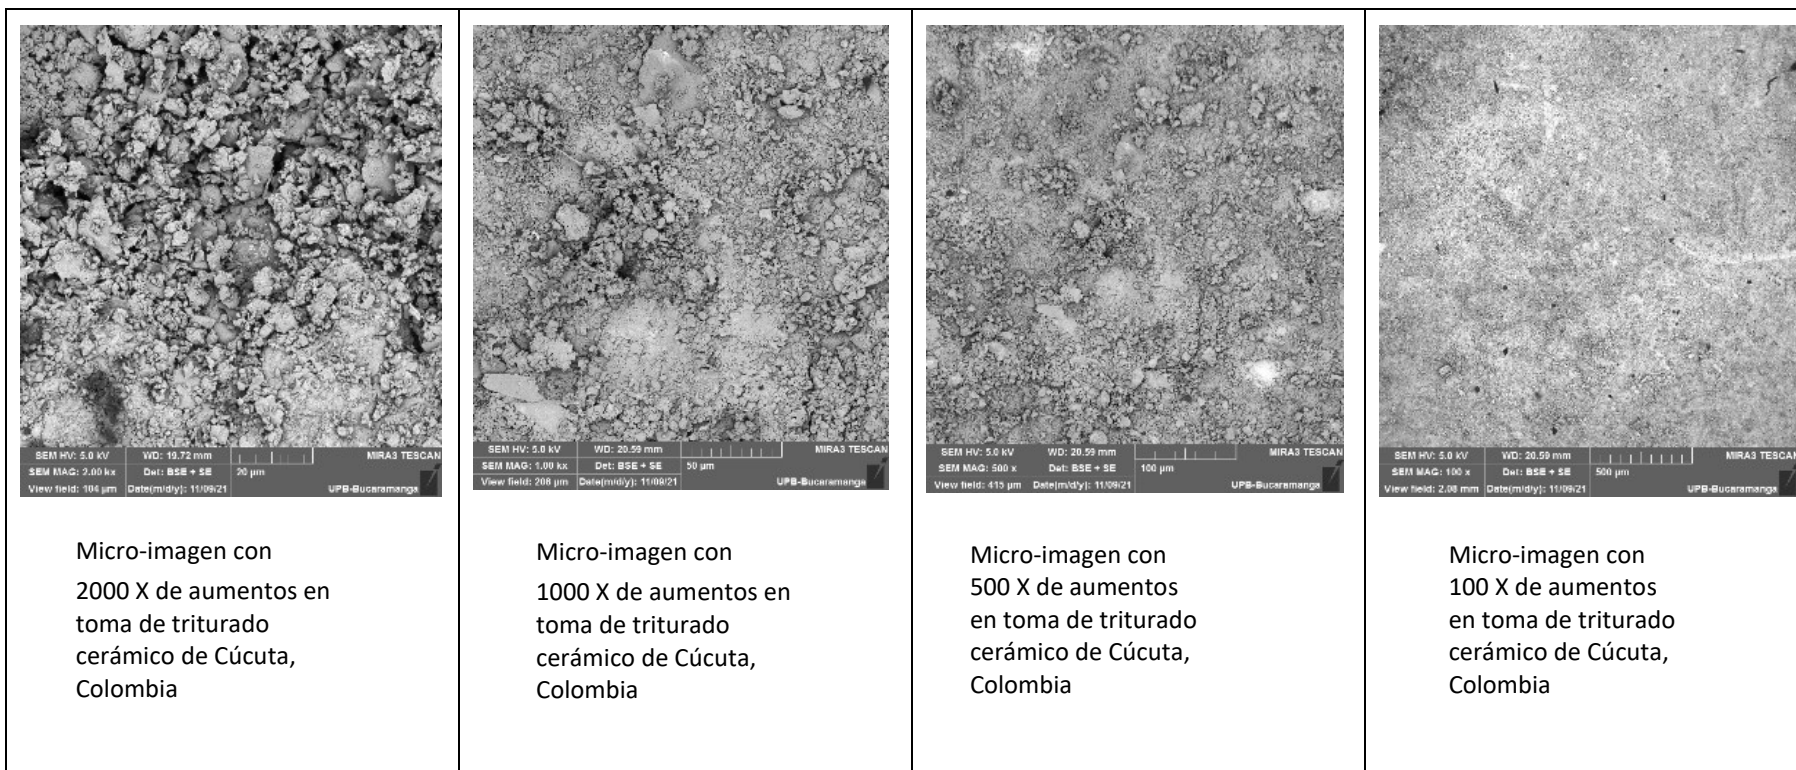 SEM HV: 5.0 kV WD: 19.72 mm MIRA3 TESCAN
SEM MAG: 2.00 kx Det: BSE + SE 20 µm
View field: 104 µm Date(m/d/y): 11/09/21 UPB-Bucaramanga
Micro-imagen con
2000 X de aumentos en
toma de triturado
cerámico de Cúcuta,
Colombia
SEM HV: 5.0 kV WD: 20.59 mm MIRA3 TESCAN
SEM MAG: 1.00 kx Det: BSE + SE 50 µm
View field: 208 µm Date(m/d/y): 11/09/21 UPB-Bucaramanga
Micro-imagen con
1000 X de aumentos en
toma de triturado
cerámico de Cúcuta,
Colombia
SEM HV: 5.0 kV WD: 20.59 mm MIRA3 TESCAN
SEM MAG: 500 x Det: BSE + SE 100 µm
View field: 415 µm Date(m/d/y): 11/09/21 UPB-Bucaramanga
Micro-imagen con
500 X de aumentos
en toma de triturado
cerámico de Cúcuta,
Colombia
SEM HV: 5.0 kV WD: 20.59 mm MIRA3 TESCAN
SEM MAG: 100 x Det: BSE + SE 500 µm
View field: 2.08 mm Date(m/d/y): 11/09/21 UPB-Bucaramanga
Micro-imagen con
100 X de aumentos
en toma de triturado
cerámico de Cúcuta,
Colombia